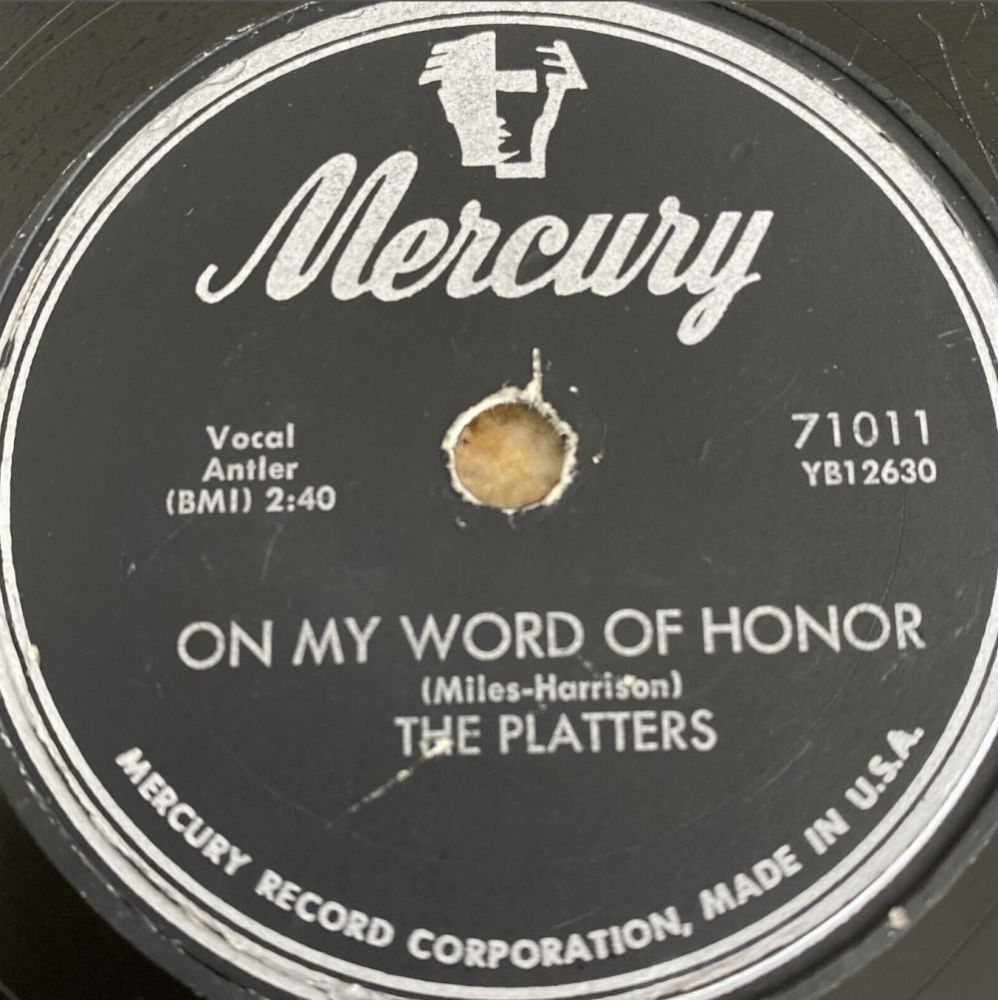 Mercury
Vocal
Antler
(BMI) 2:40
71011
YB12630
ON MY WORD OF HONOR
(Miles-Harrison)
THE PLATTERS
MERCURY RECORD CORPORATION, MADE IN U.S.A.